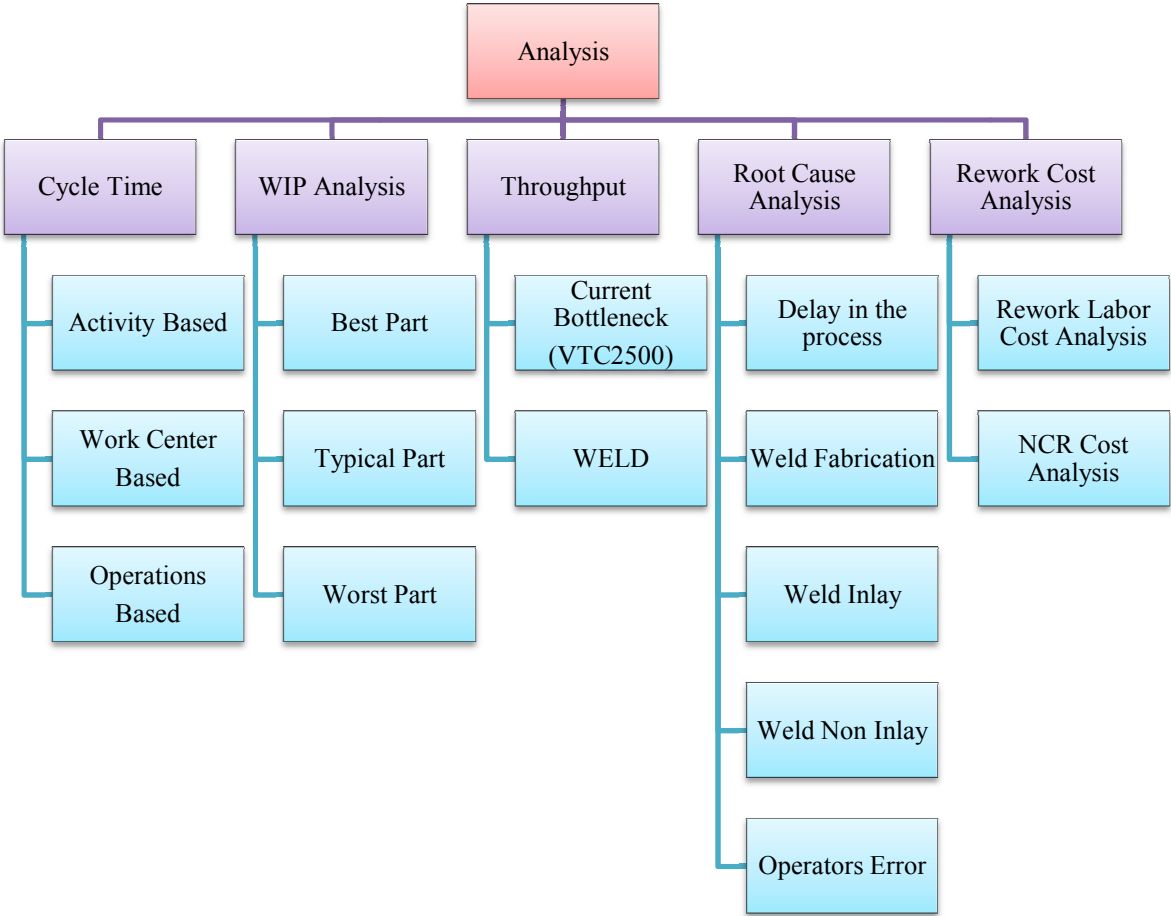 Analysis
Cycle Time
WIP Analysis
Throughput
Root Cause
Analysis
Rework Cost
Analysis
Activity Based
Work Center
Based
Operations
Based
Best Part
Typical Part
Worst Part
Current
Bottleneck
(VTC2500)
WELD
Delay in the
process
Weld Fabrication
Weld Inlay
Weld Non Inlay
Operators Error
Rework Labor
Cost Analysis
NCR Cost
Analysis